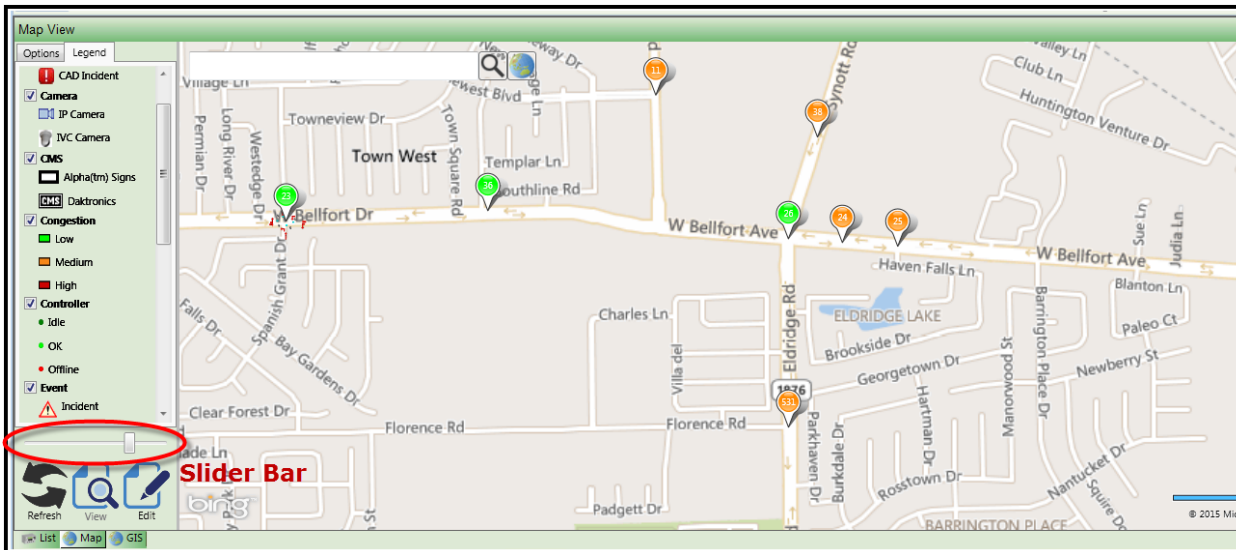 Map View
Options
Legend
CAD Incident
Camera
IP Camera
IVC Camera
CMS
Alpha(tm) Signs
CMS Daktronics
Congestion
Low
Medium
High
Controller
Idle
OK
Offline
Event
Incident
Slider Bar
Refresh
View
Edit
List
Map
GIS
Village Ln
Permian Dr
Long River Dr
Westedge Dr
Towneview Dr
Town West
Town Square Rd
Templar Ln
Southline Rd
23
36
11
38
26
24
25
531
W Bellfort Dr
W Bellfort Ave
W Bellfort Ave
Synott Rd
Valley Ln
Club Ln
Huntington Venture Dr
Sue Ln
Judia Ln
Haven Falls Ln
Blanton Ln
Paleo Ct
Spanish Grant Dr
Falls Dr
Bay Gardens Dr
Charles Ln
Villa del
Eldridge Rd
ELDRIDGE LAKE
Brookside Dr
Georgetown Dr
Manorwood St
Barrington Place Dr
Newberry St
1876
Clear Forest Dr
Florence Rd
Florence Rd
Parkhaven Dr
Burkdale Dr
Hartman Dr
Rosstown Dr
Nantucket Dr
Squire Dr
Padgett Dr
BARRINGTON PLACE
bing
© 2015 Mic